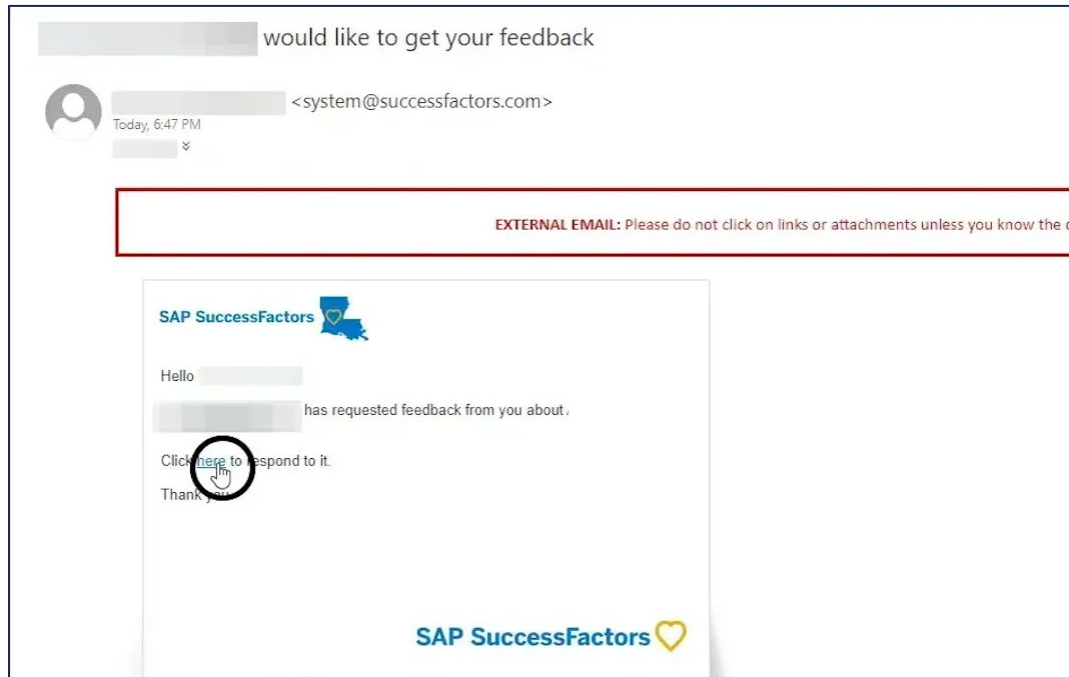 would like to get your feedback
<system@successfactors.com>
Today, 6:47 PM
EXTERNAL EMAIL: Please do not click on links or attachments unless you know the
SAP SuccessFactors
Hello
has requested feedback from you about
Click here to respond to it.
Thank you
SAP SuccessFactors